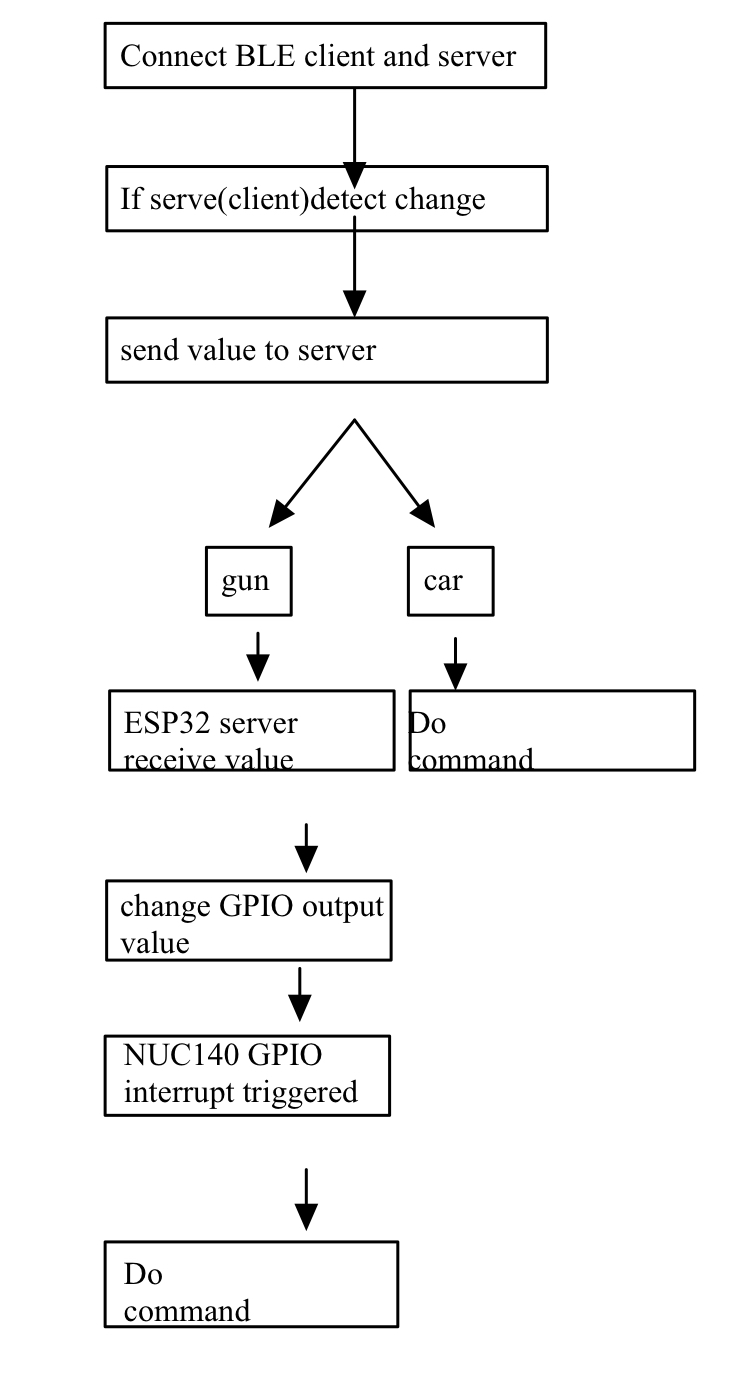 Connect BLE client and server
If serve(client)detect change
send value to server
gun
car
ESP32 server
receive value
Do
command
change GPIO output
value
NUC140 GPIO
interrupt triggered
Do
command